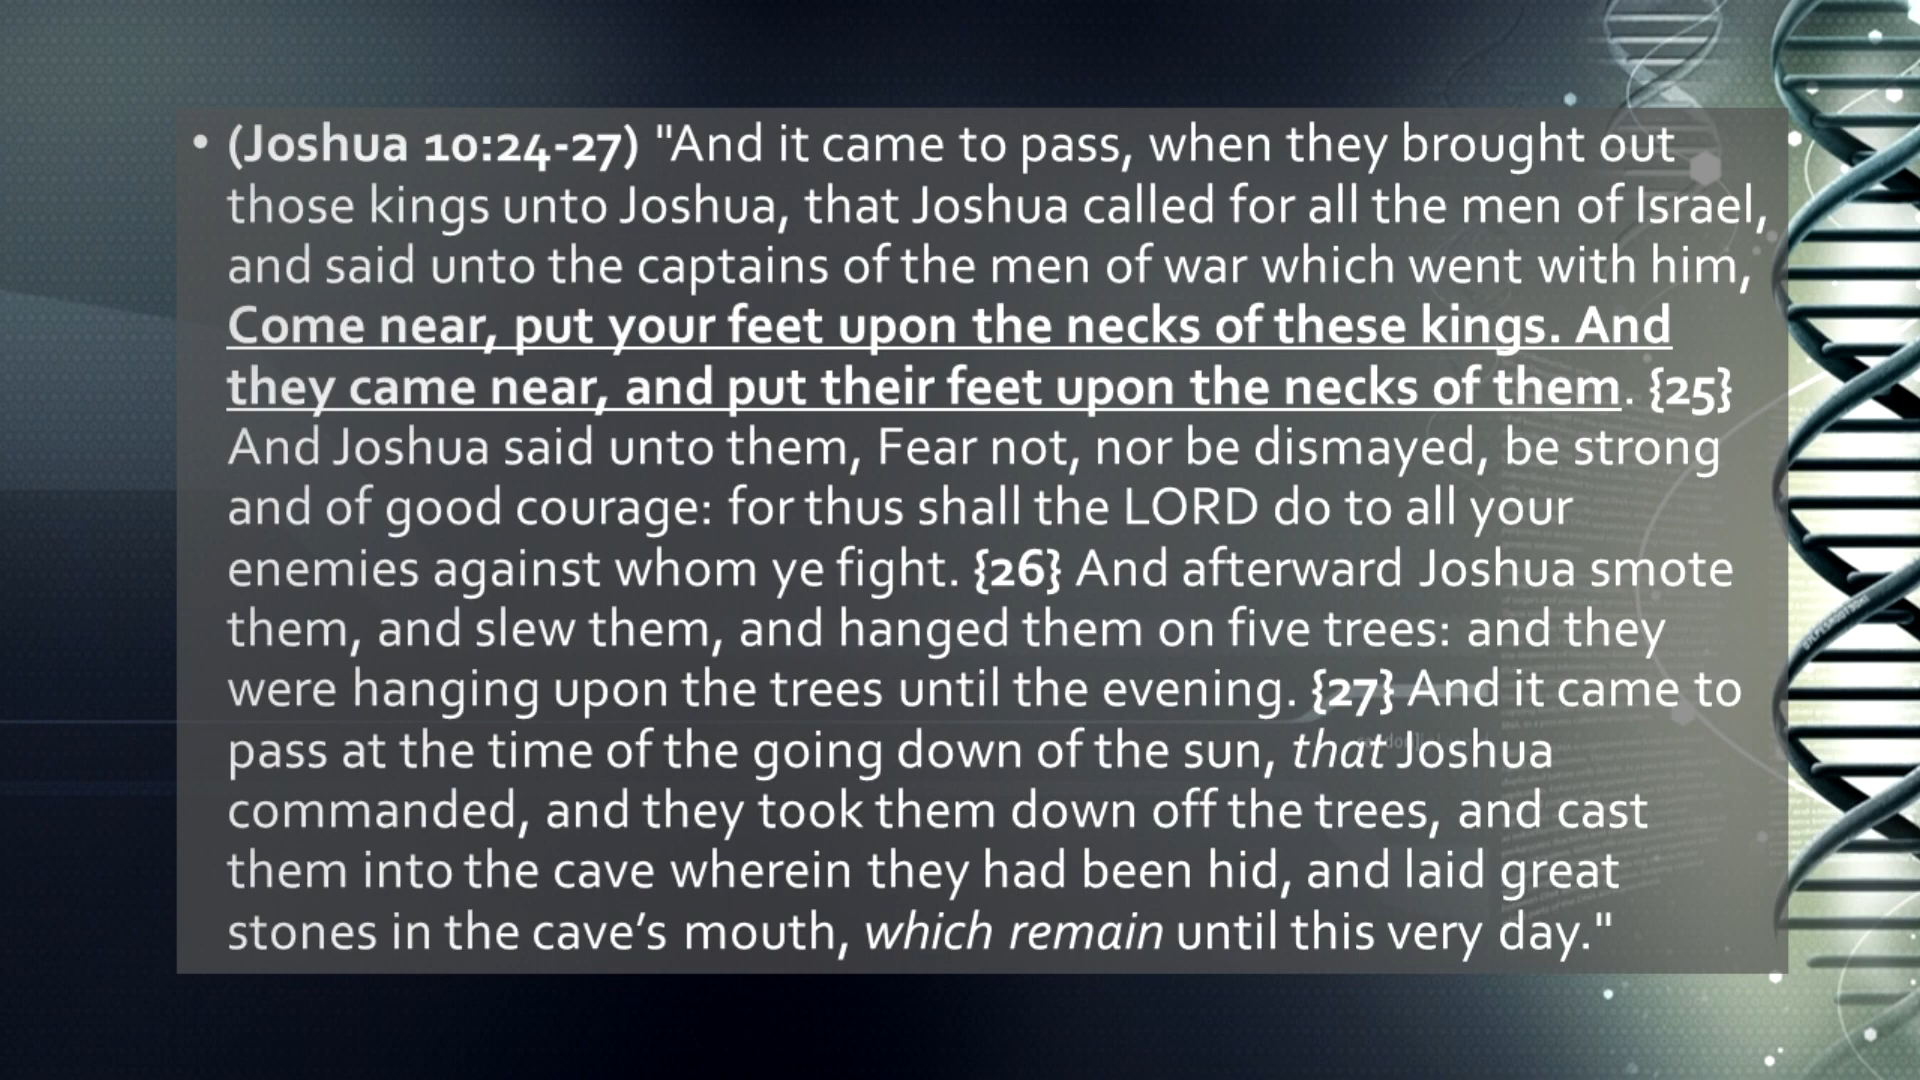 • (Joshua 10:24-27) "And it came to pass, when they brought out
those kings unto Joshua, that Joshua called for all the men of Israel,
and said unto the captains of the men of war which went with him,
Come near, put your feet upon the necks of these kings. And
they came near, and put their feet upon the necks of them. {25}
And Joshua said unto them, Fear not, nor be dismayed, be strong
and of good courage: for thus shall the LORD do to all your
enemies against whom ye fight. {26} And afterward Joshua smote
them, and slew them, and hanged them on five trees: and they
were hanging upon the trees until the evening. {27} And it came to
pass at the time of the going down of the sun, that Joshua
commanded, and they took them down off the trees, and cast
them into the cave wherein they had been hid, and laid great
stones in the cave’s mouth, which remain until this very day."